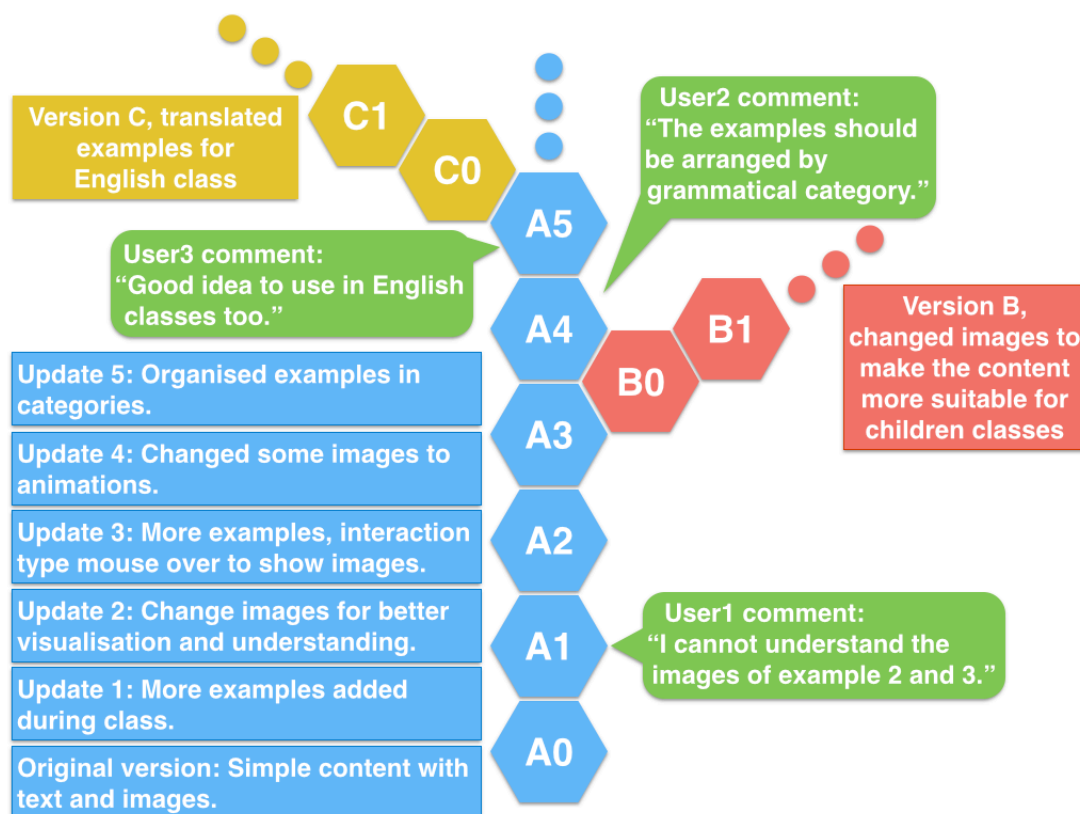 C1
Version C, translated
examples for
English class
C0
User2 comment:
“The examples should
be arranged by
grammatical category.”
A5
User3 comment:
“Good idea to use in English
classes too.”
A4
B1
Version B,
changed images to
make the content
more suitable for
children classes
B0
Update 5: Organised examples in
categories.
A3
Update 4: Changed some images to
animations.
Update 3: More examples, interaction
type mouse over to show images.
A2
Update 2: Change images for better
visualisation and understanding.
A1
User1 comment:
“I cannot understand the
images of example 2 and 3.”
Update 1: More examples added
during class.
A0
Original version: Simple content with
text and images.